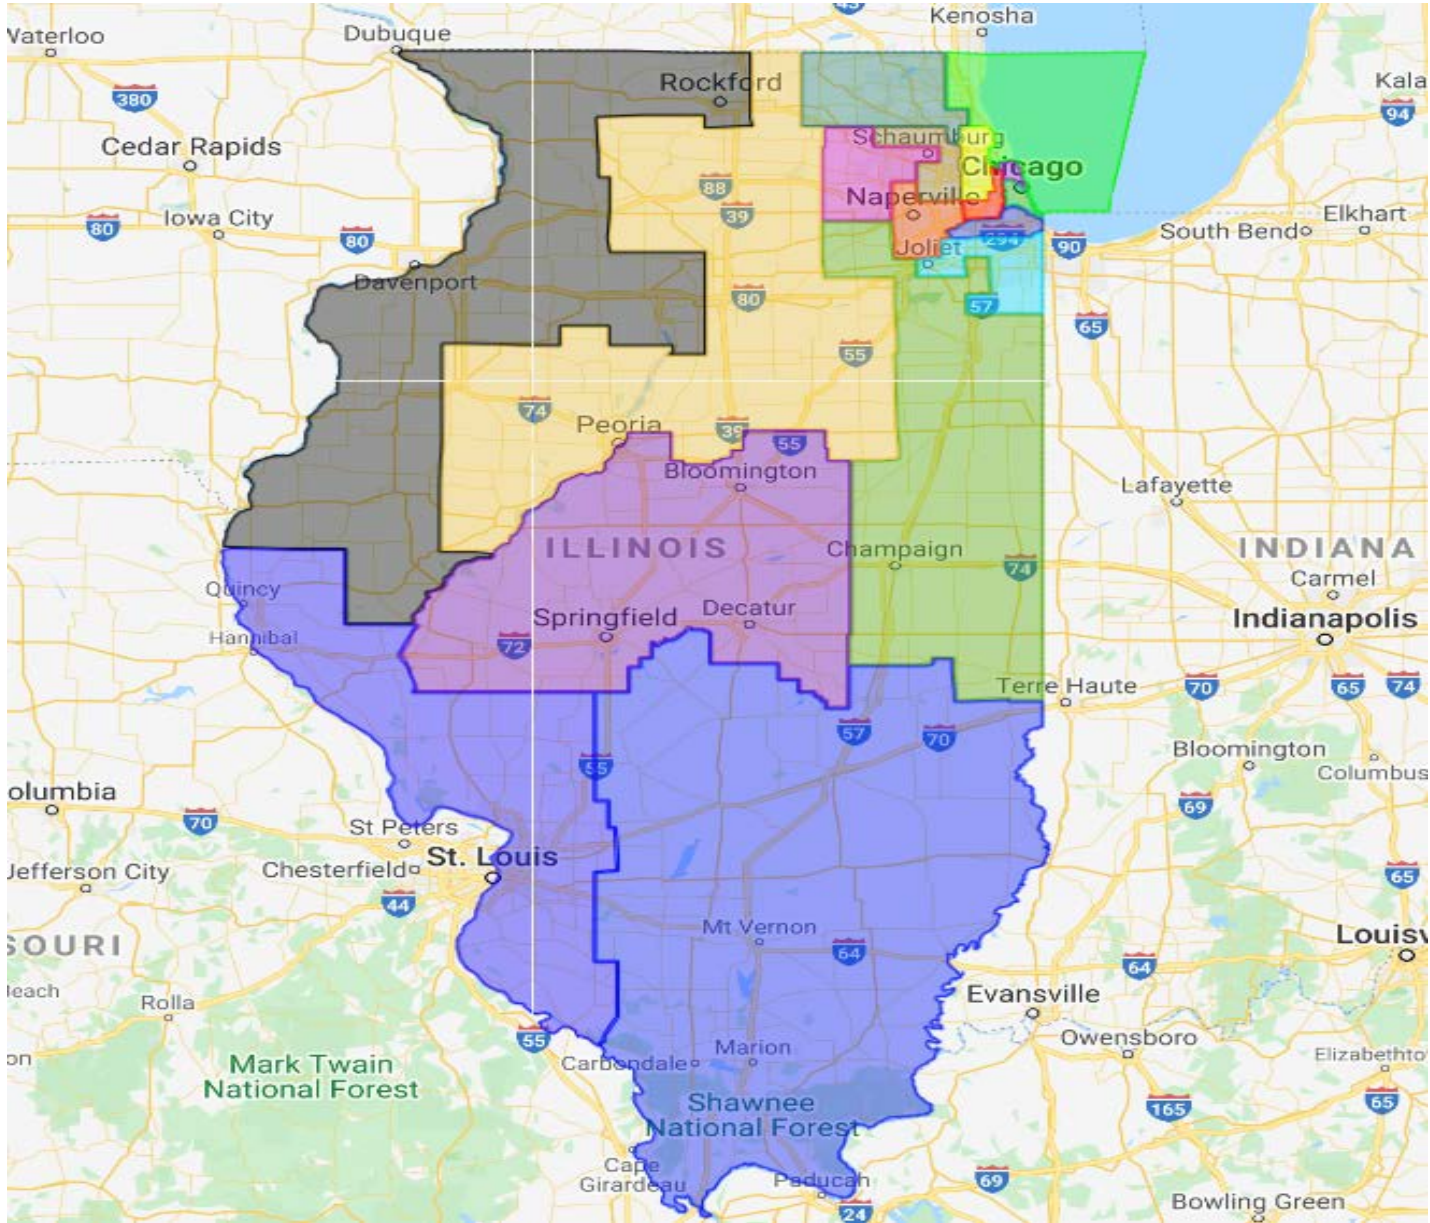 43
Kenosha
Waterloo
Dubuque
Rockford
Kala
380
94
Cedar Rapids
Schaumburg
Chicago
88
Naperville
39
Iowa City
80
80
Elkhart
South Bend
294
90
Joliet
Davenport
80
57
65
55
74
Peoria
39
55
Bloomington
Lafayette
ILLINOIS
Champaign
INDIANA
74
Carmel
Quincy
Springfield
Decatur
Indianapolis
Hannibal
72
Terre Haute
70
65
74
57
70
Bloomington
55
Columbus
olumbia
69
70
St Peters
St. Louis
Jefferson City
Chesterfield
65
44
Mt Vernon
SOURI
64
Louisv
64
Beach
Rolla
Evansville
55
Owensboro
on
Carbondale
Marion
Elizabethto
Mark Twain
National Forest
Shawnee
National Forest
165
65
Cape
Girardeau
Paducah
69
24
Bowling Green